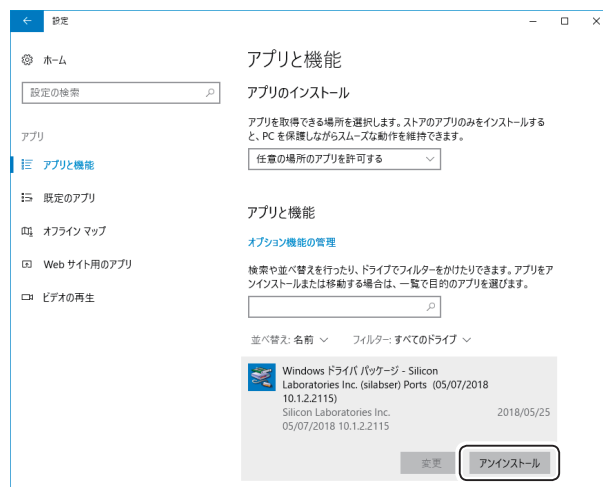 ← 設定
ホーム
設定の検索
アプリ
アプリと機能
既定のアプリ
オフライン マップ
Web サイト用のアプリ
ビデオの再生
アプリと機能
アプリのインストール
アプリを取得できる場所を選択します。ストアのアプリのみをインストールする
と、PC を保護しながらスムーズな動作を維持できます。
任意の場所のアプリを許可する
アプリと機能
オプション機能の管理
検索や並べ替えを行ったり、ドライブでフィルターをかけたりできます。アプリをア
ンインストールまたは移動する場合は、一覧で目的のアプリを選びます。
並べ替え: 名前 フィルター: すべてのドライブ
Windows ドライバ パッケージ - Silicon
Laboratories Inc. (silabser) Ports (05/07/2018
10.1.2.2115)
Silicon Laboratories Inc. 2018/05/25
05/07/2018 10.1.2.2115
変更 アンインストール